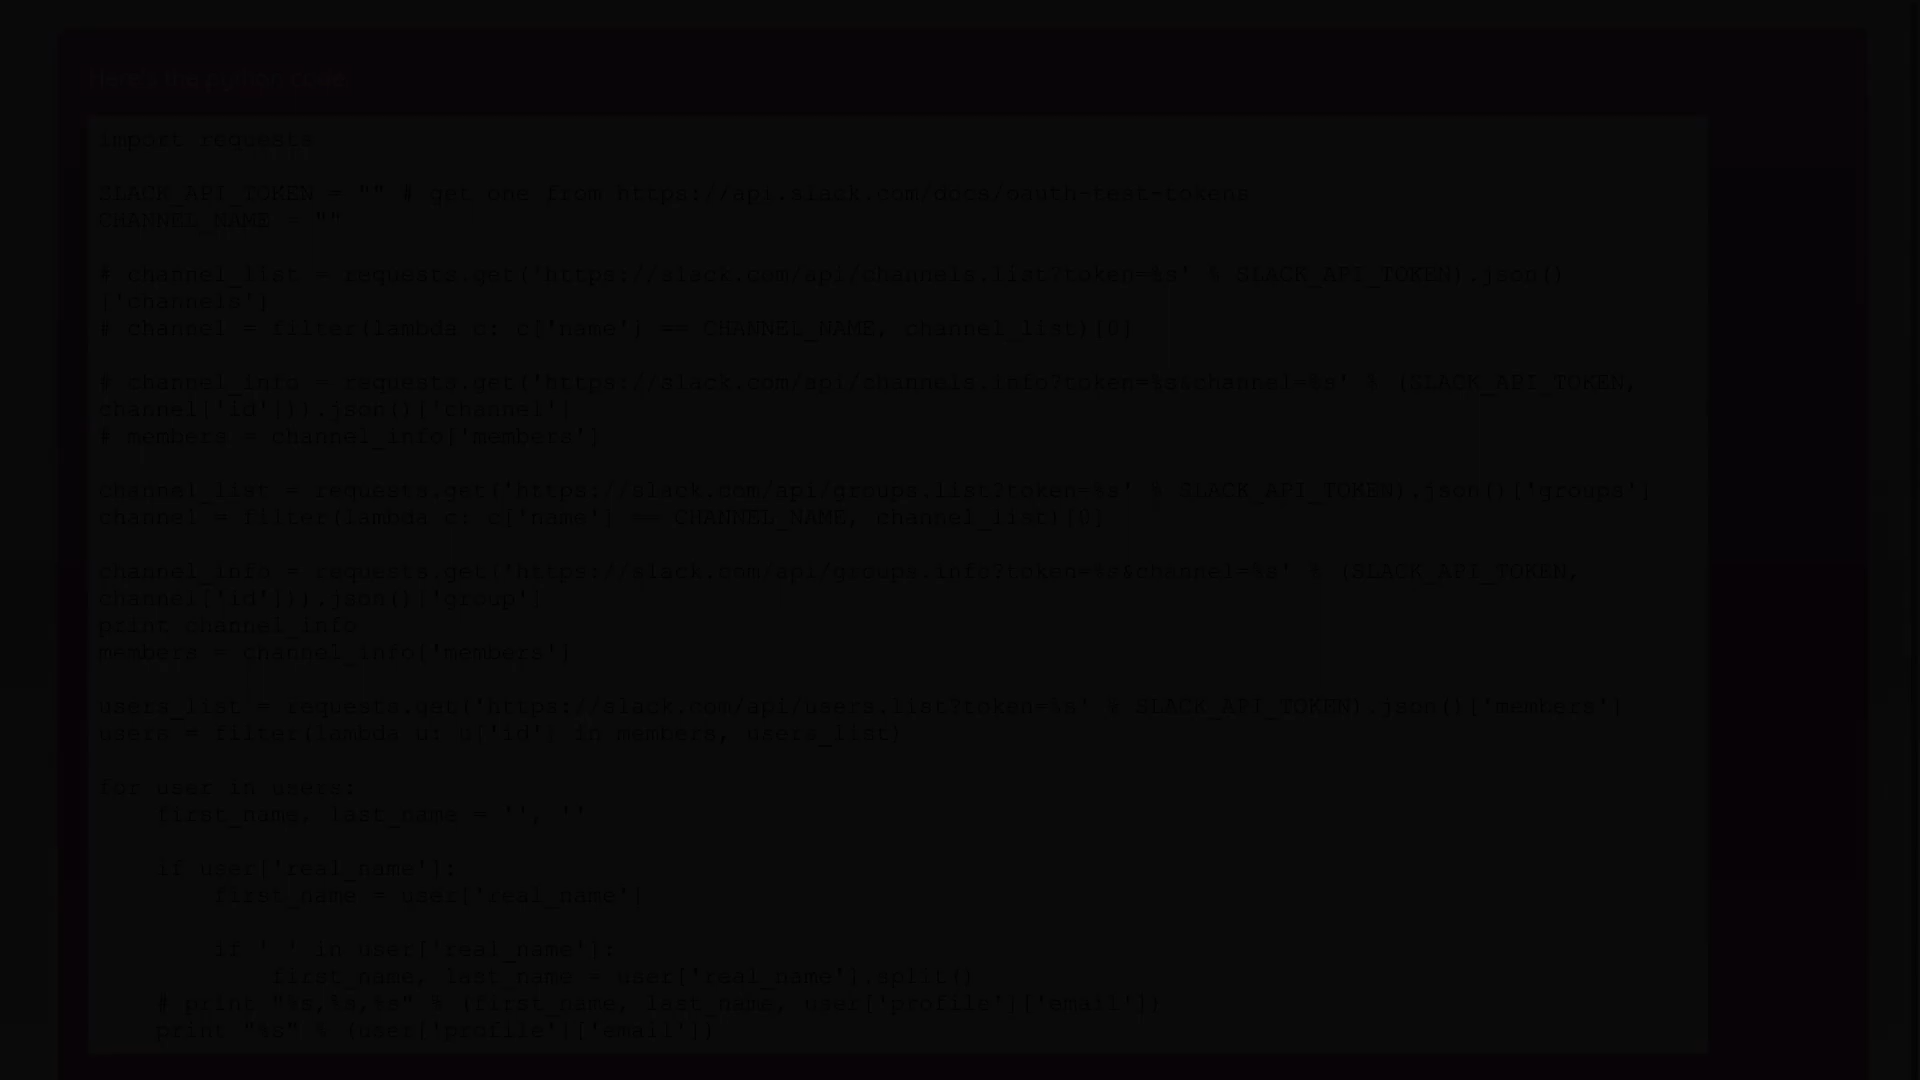 import requests
SLACK_API_TOKEN = "" # get one from https://api.slack.com/docs/oauth-test-tokens
CHANNEL_NAME = ""
# channel_list = requests.get('https://slack.com/api/channels.list?token=%s' % SLACK_API_TOKEN).json()
['channels']
# channel = filter(lambda c: c['name'] == CHANNEL_NAME, channel_list)[0]
# channel_info = requests.get('https://slack.com/api/channels.info?token=%s&channel=%s' % (SLACK_API_TOKEN,
channel['id'])).json()['channel']
# members = channel_info['members']
channel_list = requests.get('https://slack.com/api/groups.list?token=%s' % SLACK_API_TOKEN).json()['groups']
channel = filter(lambda c: c['name'] == CHANNEL_NAME, channel_list)[0]
channel_info = requests.get('https://slack.com/api/groups.info?token=%s&channel=%s' % (SLACK_API_TOKEN,
channel['id'])).json()['group']
print channel_info
members = channel_info['members']
users_list = requests.get('https://slack.com/api/users.list?token=%s' % SLACK_API_TOKEN).json()['members']
users = filter(lambda u: u['id'] in members, users_list)
for user in users:
first_name, last_name = '', ''
if user['real_name']:
first_name = user['real_name']
if ' ' in user['real_name']:
first_name, last_name = user['real_name'].split()
# print "%s,%s,%s" % (first_name, last_name, user['profile']['email'])
print "%s" % (user['profile']['email'])